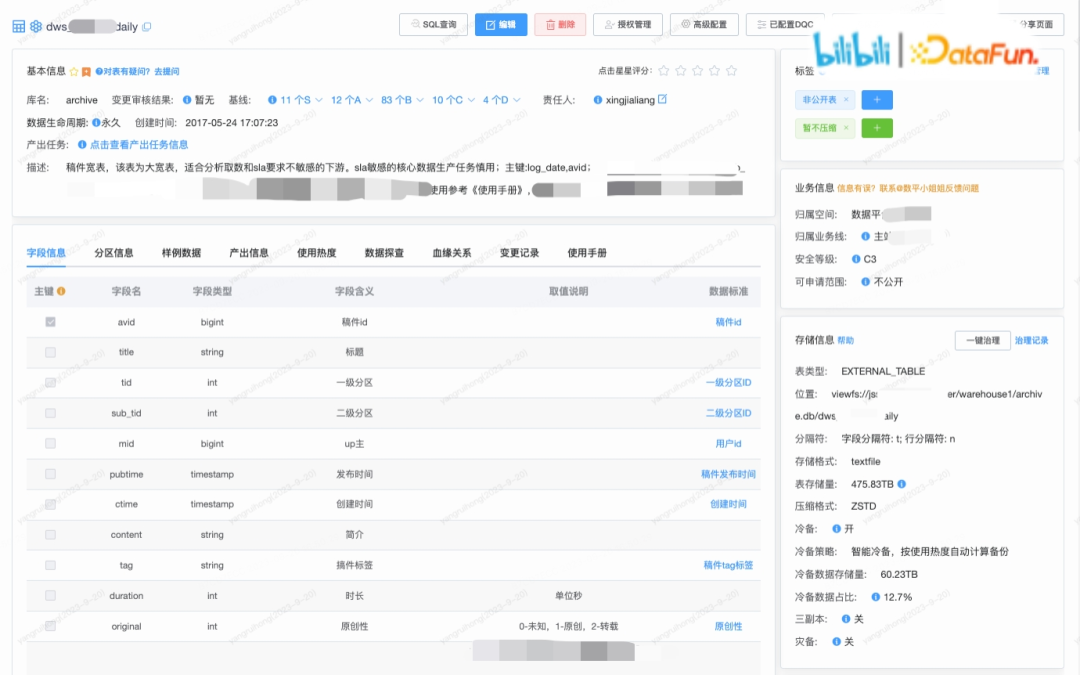 dws_ daily
SQL查询 编辑 删除 授权管理 高级配置 已配置DQC 分享页面
bilibili | DataFun.
基本信息 对表有疑问? 去提问 点击星星评分:
库名: archive 变更审核结果: 暂无 基线: 11 个S 12 个A 83 个B 10 个C 4 个D 责任人: xingjialiang
数据生命周期: 永久 创建时间: 2017-05-24 17:07:23
产出任务: 点击查看产出任务信息
描述: 稿件宽表，该表为大宽表，适合分析取数和sla要求不敏感的下游。sla敏感的核心数据生产任务慎用；主键:log_date,avid；
使用参考《使用手册》,
字段信息 分区信息 样例数据 产出信息 使用热度 数据探查 血缘关系 变更记录 使用手册
主键 字段名 字段类型 字段含义 取值说明 数据标准
avid bigint 稿件id 稿件id
title string 标题
tid int 一级分区 一级分区ID
sub_tid int 二级分区 二级分区ID
mid bigint up主 用户id
pubtime timestamp 发布时间 稿件发布时间
ctime timestamp 创建时间 创建时间
content string 简介
tag string 搞件标签 稿件tag标签
duration int 时长 单位秒
original int 原创性 0-未知，1-原创，2-转载 原创性
标签 管理
非公开表 × +
暂不压缩 × +
业务信息 信息有误? 联系@数平小姐姐反馈问题
归属空间: 数据平
归属业务线: 主站
安全等级: C3
可申请范围: 不公开
存储信息 帮助 一键治理 治理记录
表类型: EXTERNAL_TABLE
位置: viewfs://js er/warehouse1/archiv
e.db/dws_ aily
分隔符: 字段分隔符: t; 行分隔符: n
存储格式: textfile
表存储量: 475.83TB
压缩格式: ZSTD
冷备: 开
冷备策略: 智能冷备，按使用热度自动计算备份
冷备数据存储量: 60.23TB
冷备数据占比: 12.7%
三副本: 关
灾备: 关